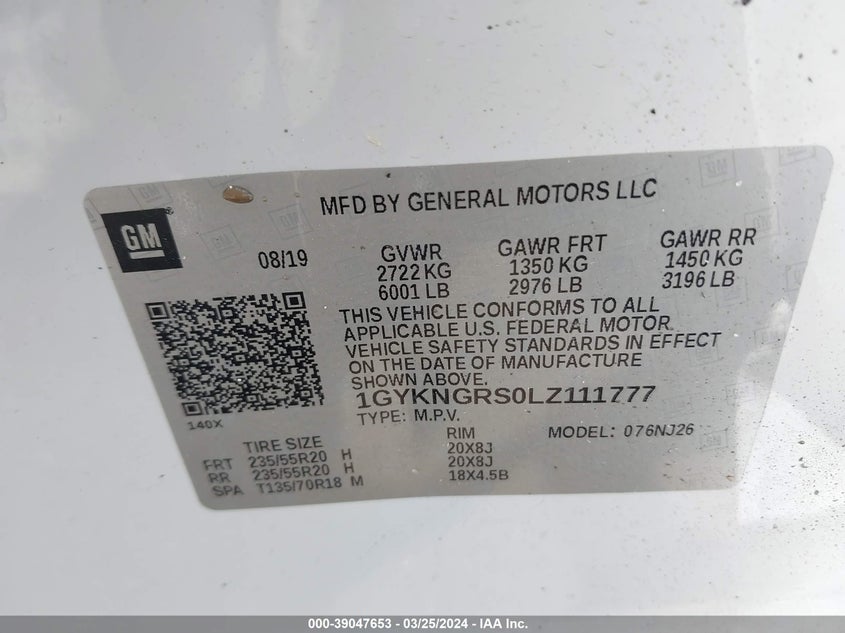 MFD BY GENERAL MOTORS LLC
GM
08/19
GVWR GAWR FRT GAWR RR
2722 KG 1350 KG 1450 KG
6001 LB 2976 LB 3196 LB
THIS VEHICLE CONFORMS TO ALL
APPLICABLE U.S. FEDERAL MOTOR
VEHICLE SAFETY STANDARDS IN EFFECT
ON THE DATE OF MANUFACTURE
SHOWN ABOVE.
1GYKNGRS0LZ111777
140X
TYPE: M.P.V.
TIRE SIZE RIM MODEL: 076NJ26
FRT 235/55R20 H 20X8J
RR 235/55R20 H 20X8J
SPA T135/70R18 M 18X4.5B
000-39047653 / 03/25/2024 - IAA Inc.